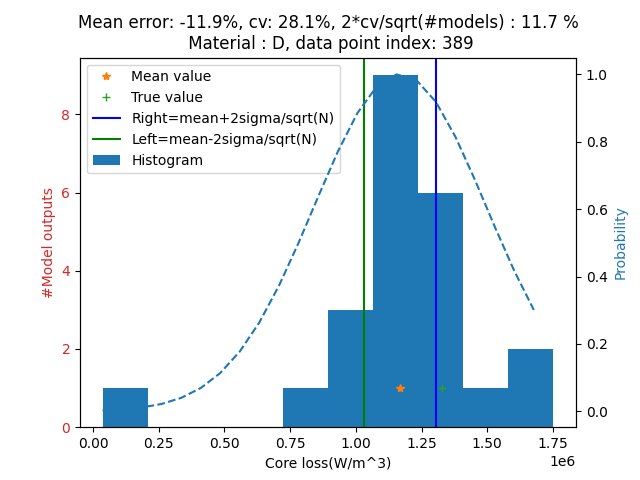 Mean error: -11.9%, cv: 28.1%, 2*cv/sqrt(#models) : 11.7 %
Material : D, data point index: 389
Mean value
True value
Right=mean+2sigma/sqrt(N)
Left=mean-2sigma/sqrt(N)
Histogram
#Model outputs
8
6
4
2
0
Probability
1.0
0.8
0.6
0.4
0.2
0.0
0.00 0.25 0.50 0.75 1.00 1.25 1.50 1.75
1e6
Core loss(W/m^3)